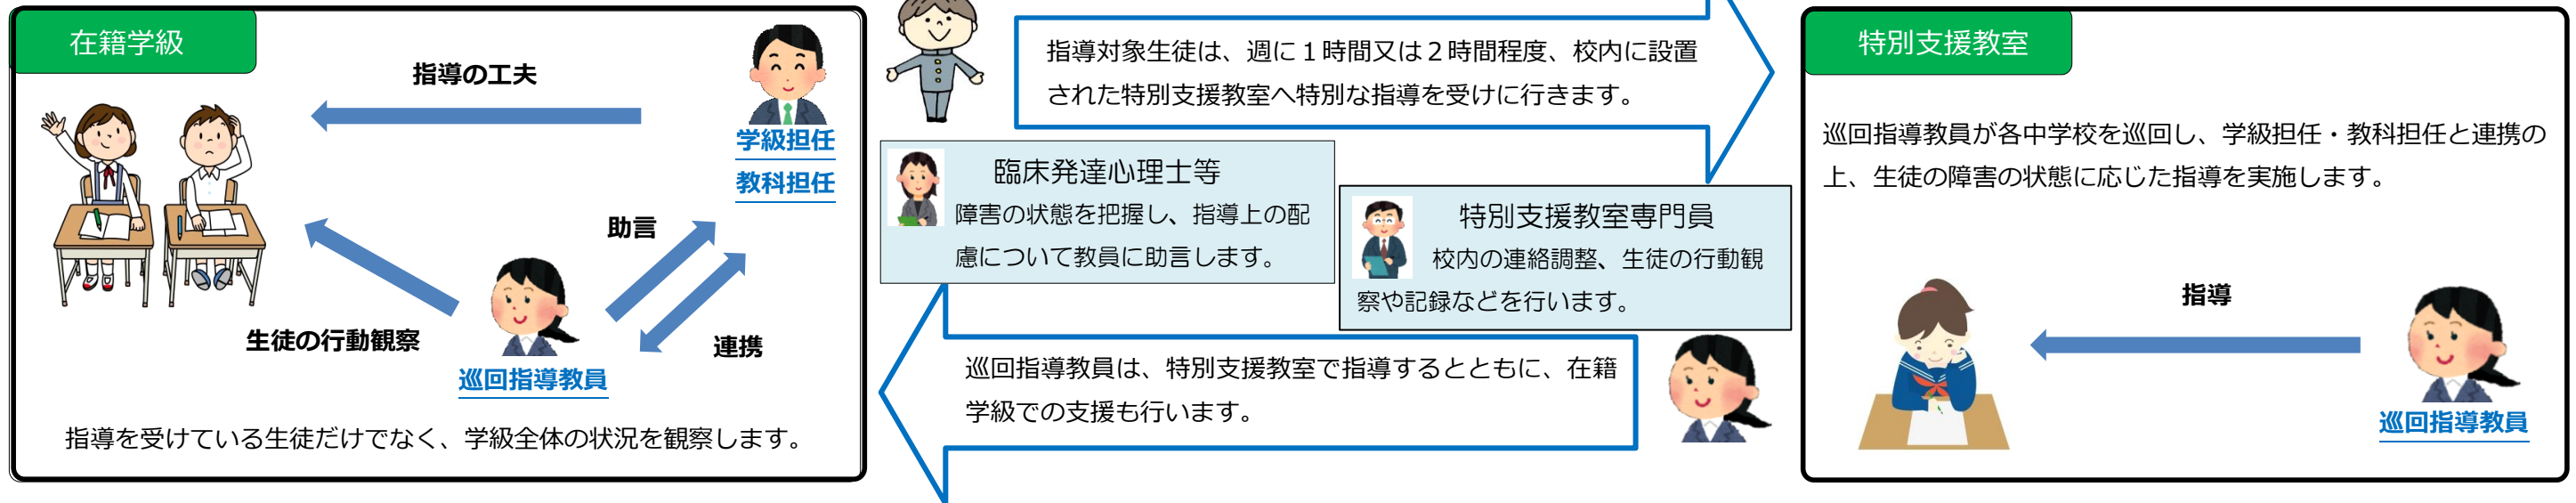 在籍学級
指導の工夫
学級担任
教科担任
助言
生徒の行動観察
連携
巡回指導教員
指導を受けている生徒だけでなく、学級全体の状況を観察します。
指導対象生徒は、週に１時間又は２時間程度、校内に設置
された特別支援教室へ特別な指導を受けに行きます。
臨床発達心理士等
障害の状態を把握し、指導上の配
慮について教員に助言します。
特別支援教室専門員
校内の連絡調整、生徒の行動観
察や記録などを行います。
巡回指導教員は、特別支援教室で指導するとともに、在籍
学級での支援も行います。
特別支援教室
巡回指導教員が各中学校を巡回し、学級担任・教科担任と連携の
上、生徒の障害の状態に応じた指導を実施します。
指導
巡回指導教員